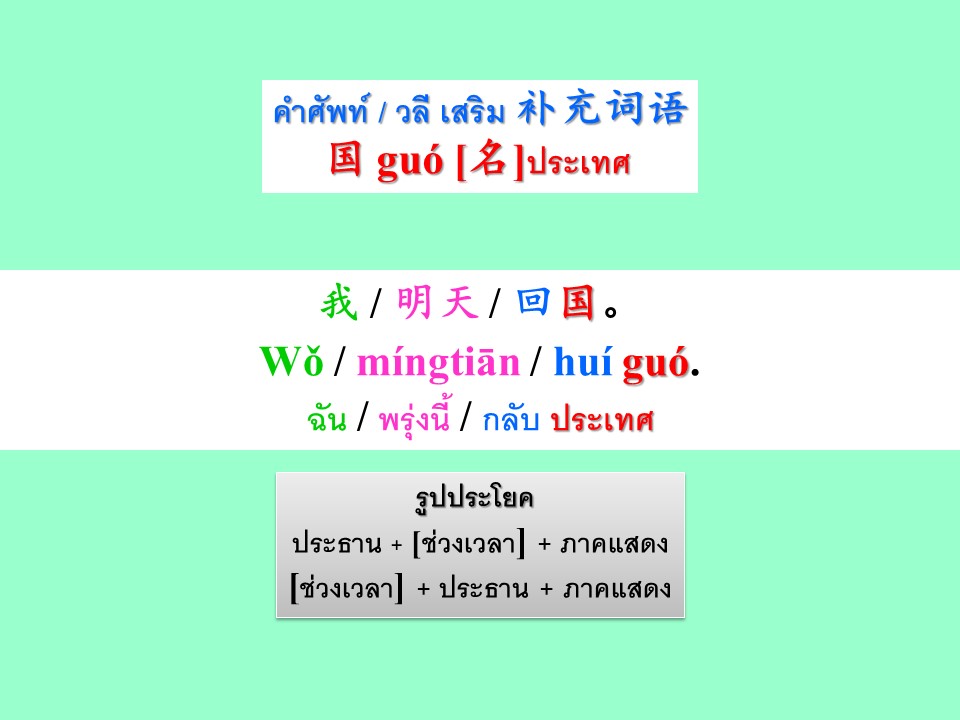 คำศัพท์ / วลี เสริม 补充词语
国 guó [名]ประเทศ
我 / 明天 / 回国。
Wǒ / míngtiān / huí guó.
ฉัน / พรุ่งนี้ / กลับ ประเทศ
รูปประโยค
ประธาน + [ช่วงเวลา] + ภาคแสดง
[ช่วงเวลา] + ประธาน + ภาคแสดง